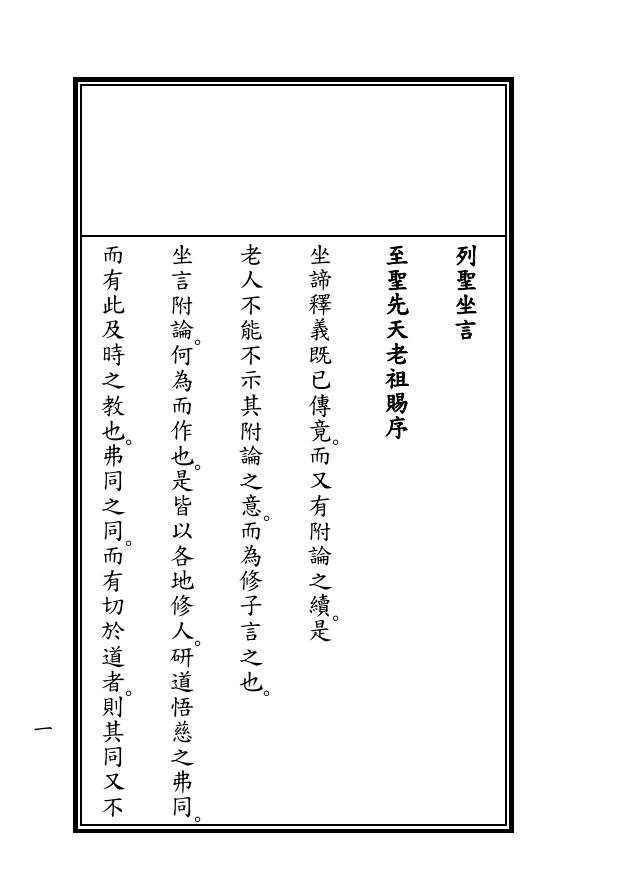 列聖坐言
至聖先天老祖賜序
坐諦釋義既已傳竟。而又有附論之續。是
老人不能不示其附論之意。而為修子言之也。
坐言附論。何為而作也。是皆以各地修人。研道悟慈之弗同。
而有此及時之教也。弗同之同。而有切於道者。則其同又不
一